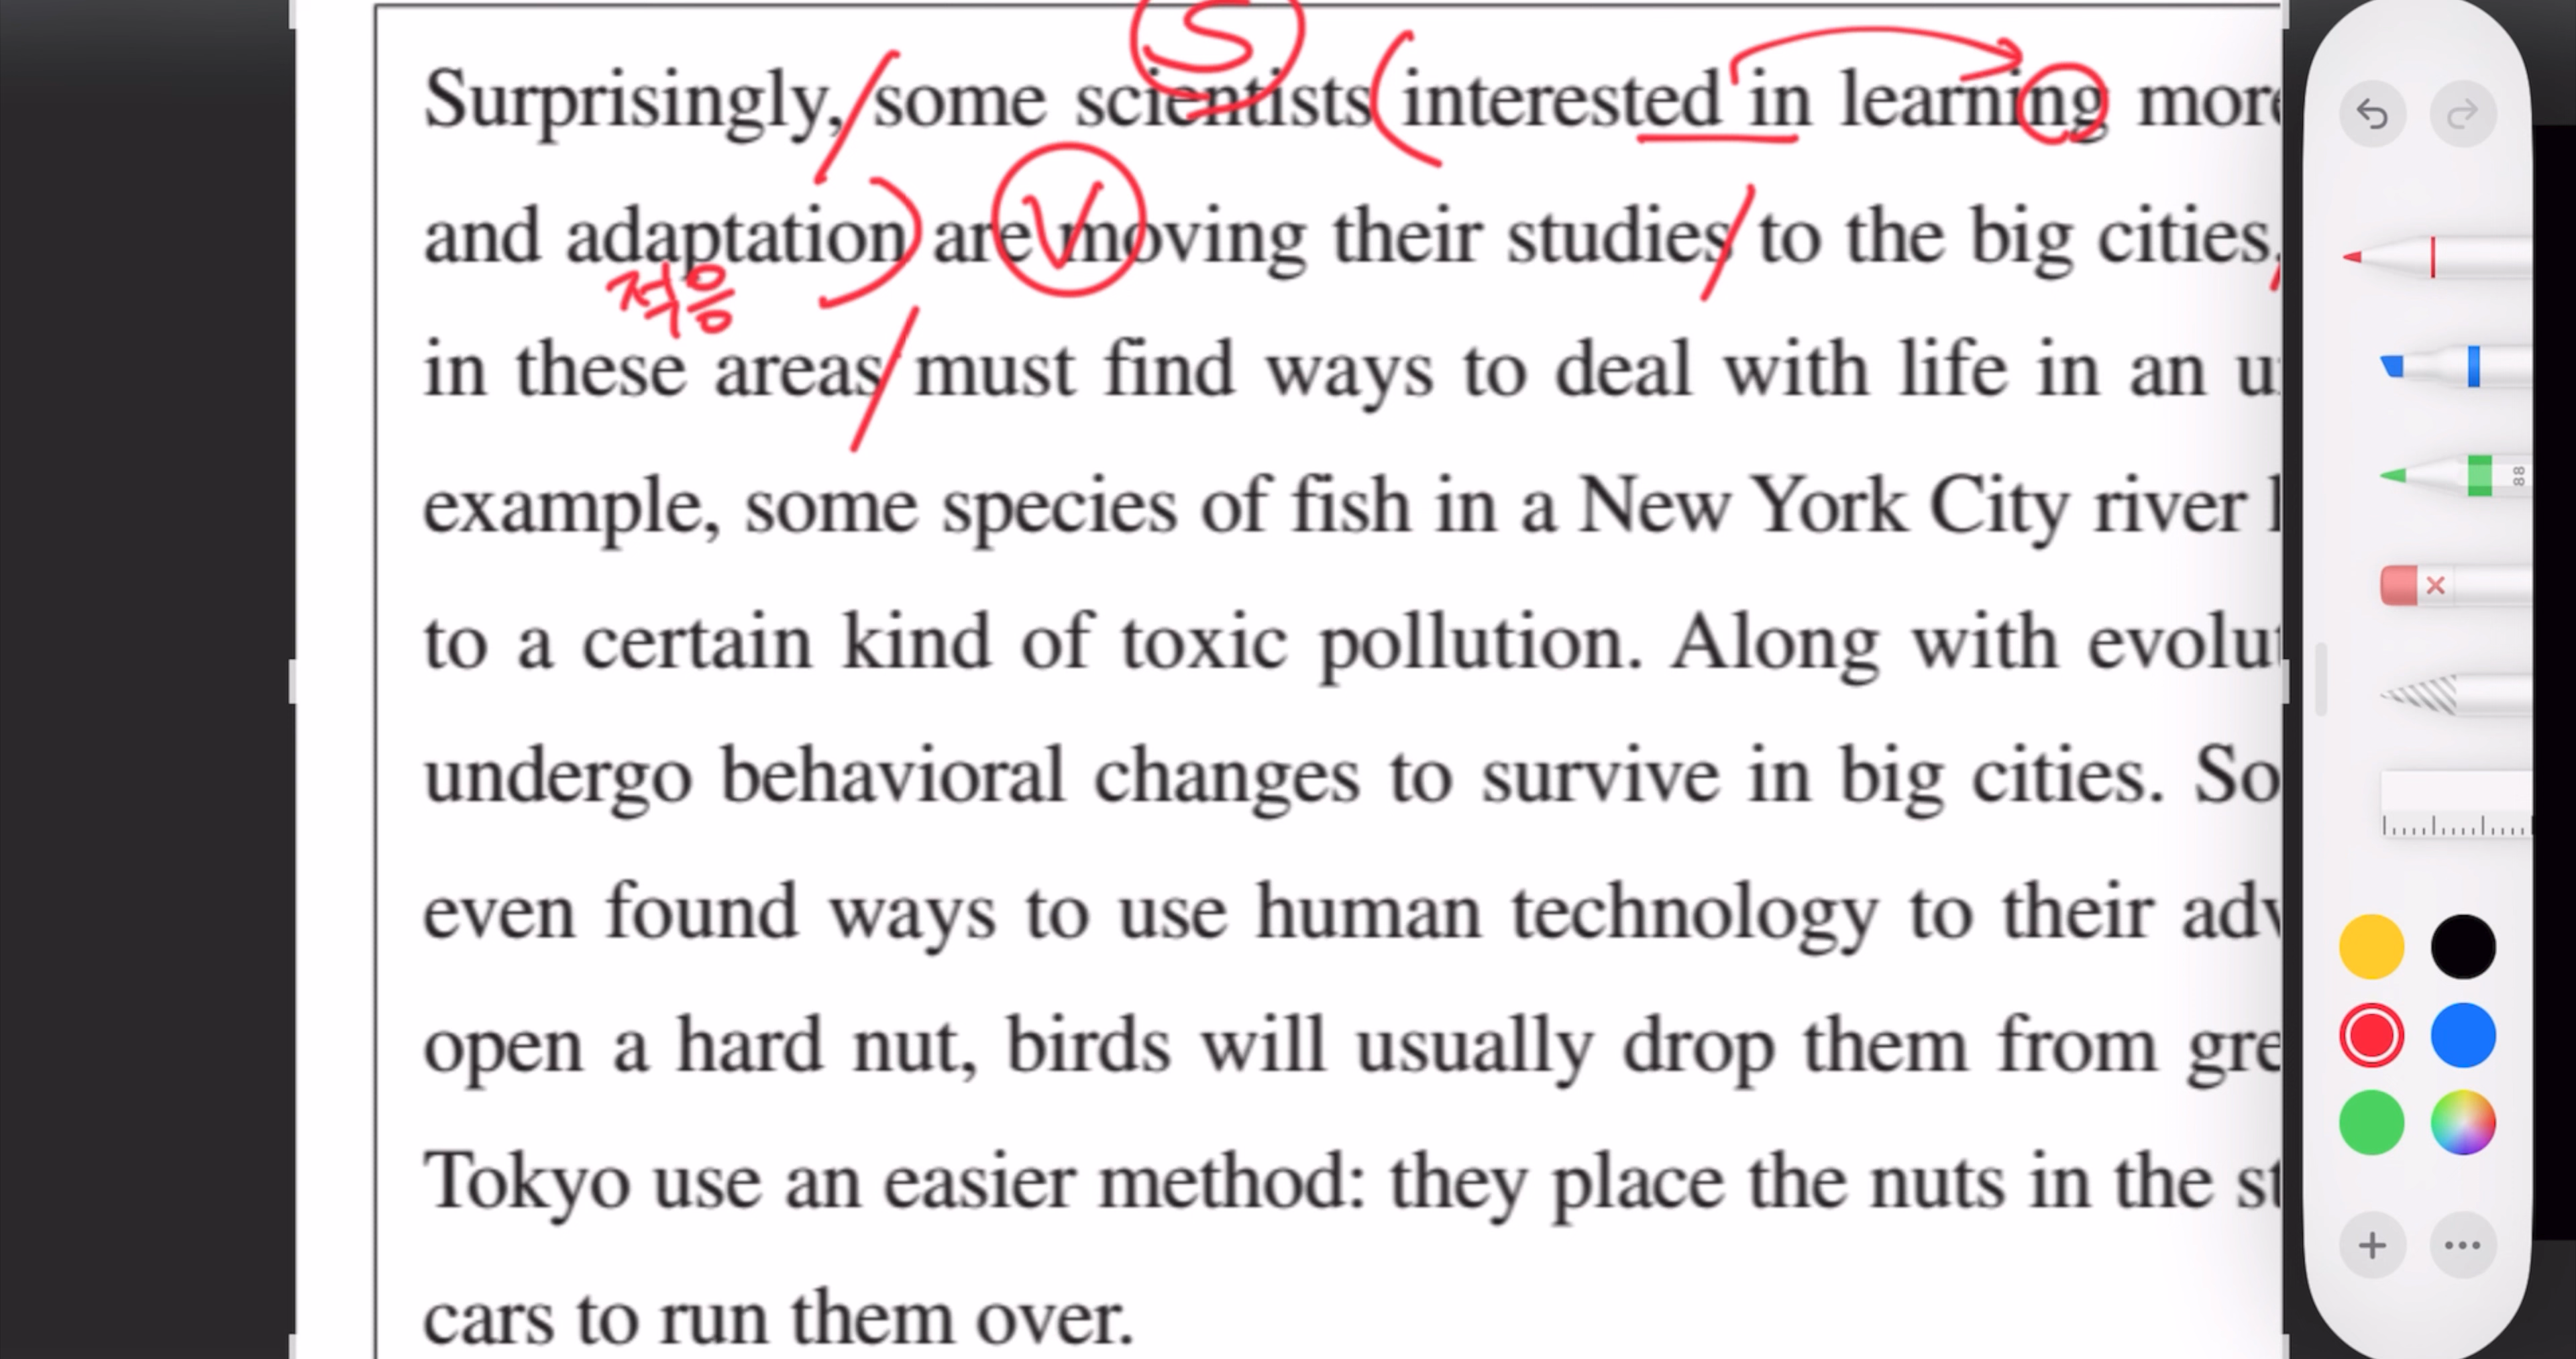 S
Surprisingly, some scientists interested in learning more
and adaptation are moving their studies to the big cities.
V
적응
in these areas must find ways to deal with life in an
example, some species of fish in a New York City river
to a certain kind of toxic pollution. Along with
undergo behavioral changes to survive in big cities. So
even found ways to use human technology to their
open a hard nut, birds will usually drop them from
Tokyo use an easier method: they place the nuts in the
cars to run them over.
88